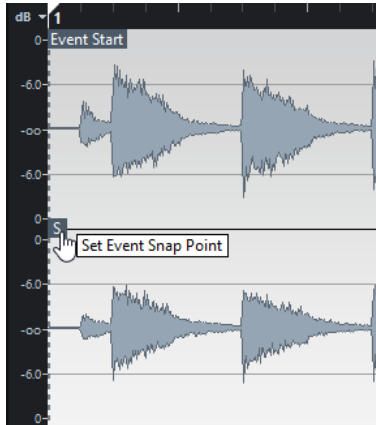 dB 1
0- Event Start
-6.0-
-oo-
-6.0-
0-
S
0-
Set Event Snap Point
-6.0-
-oo-
-6.0-
0-